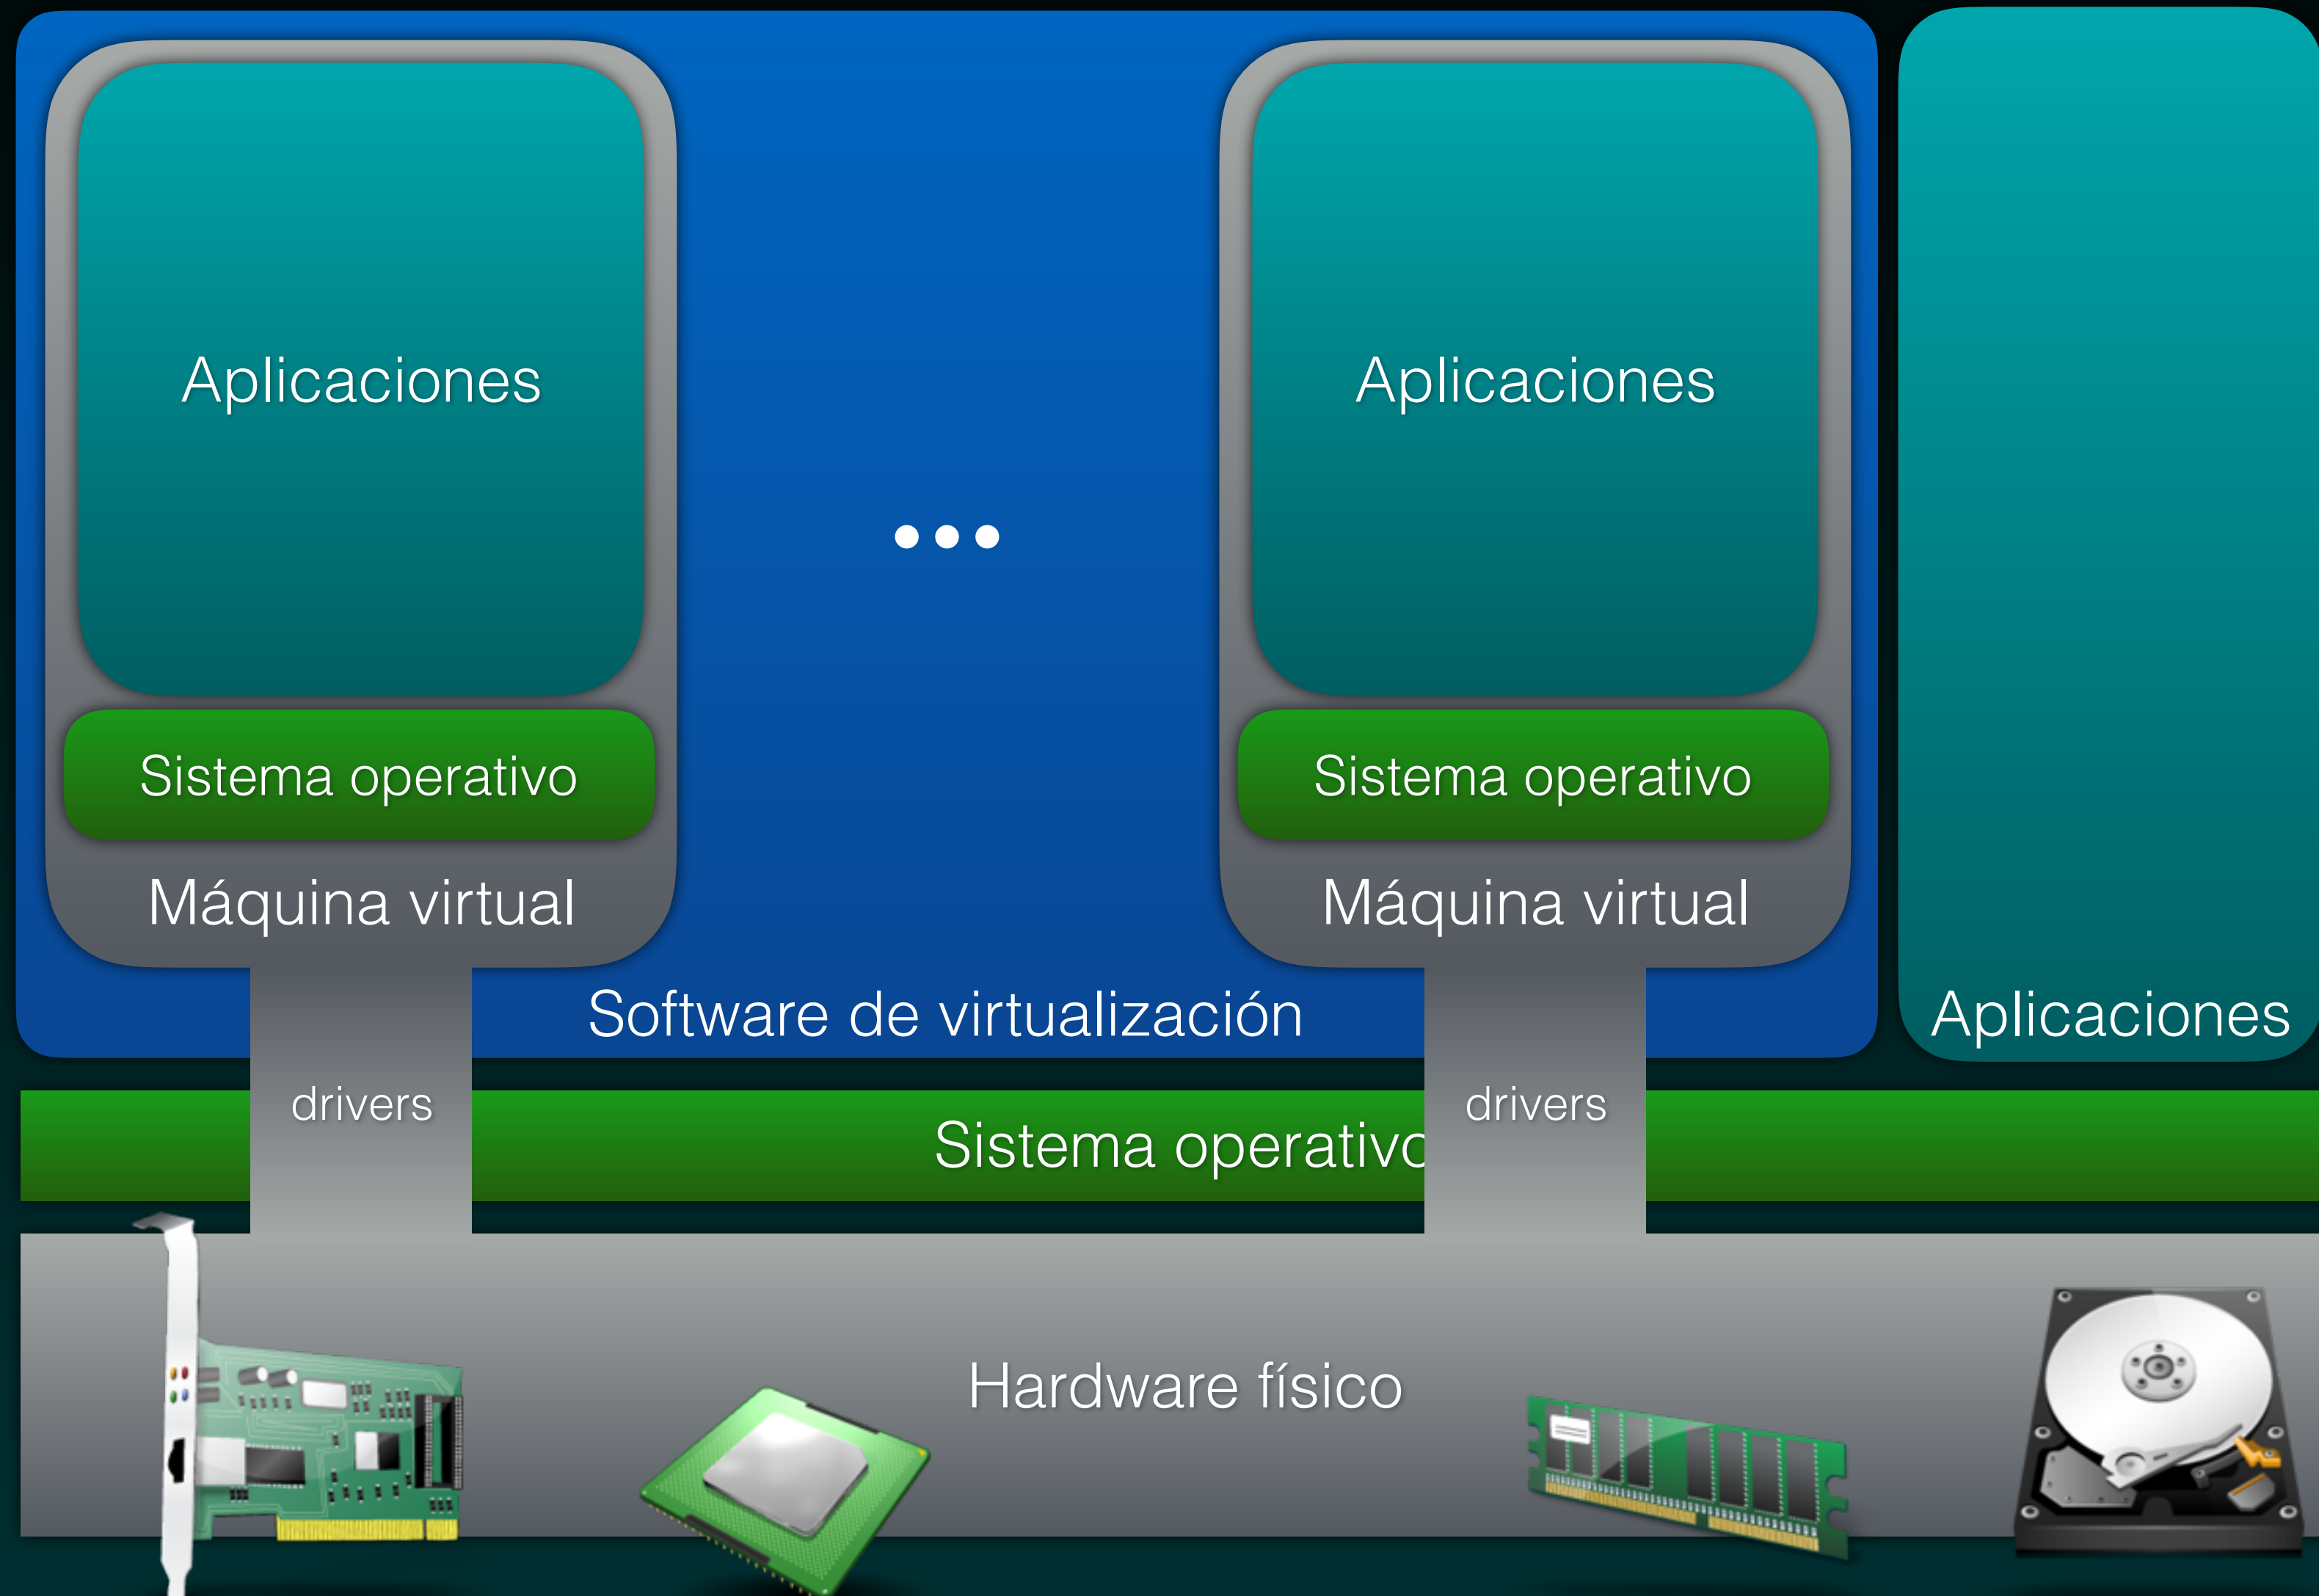 Aplicaciones
Aplicaciones
...
Sistema operativo
Sistema operativo
Máquina virtual
Máquina virtual
Software de virtualización
Aplicaciones
drivers
drivers
Sistema operativo
Hardware físico